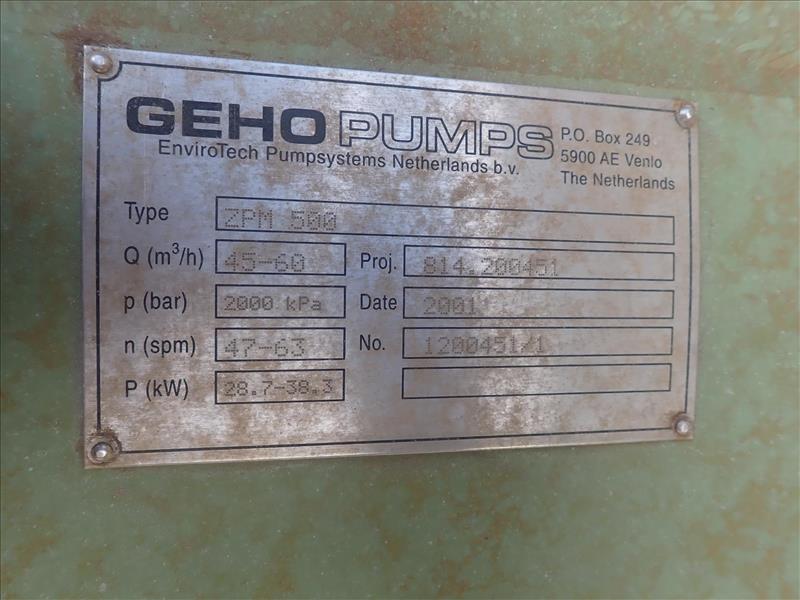 GEHO PUMPS
EnviroTech Pumpsystems Netherlands b.v.
P.O. Box 249
5900 AE Venlo
The Netherlands
Type ZPM 500
Q (m³/h) 45-60 Proj. 814.200451
p (bar) 2000 kPa Date 2001
n (spm) 47-63 No. 1200451/1
P (kW) 28.7-38.3